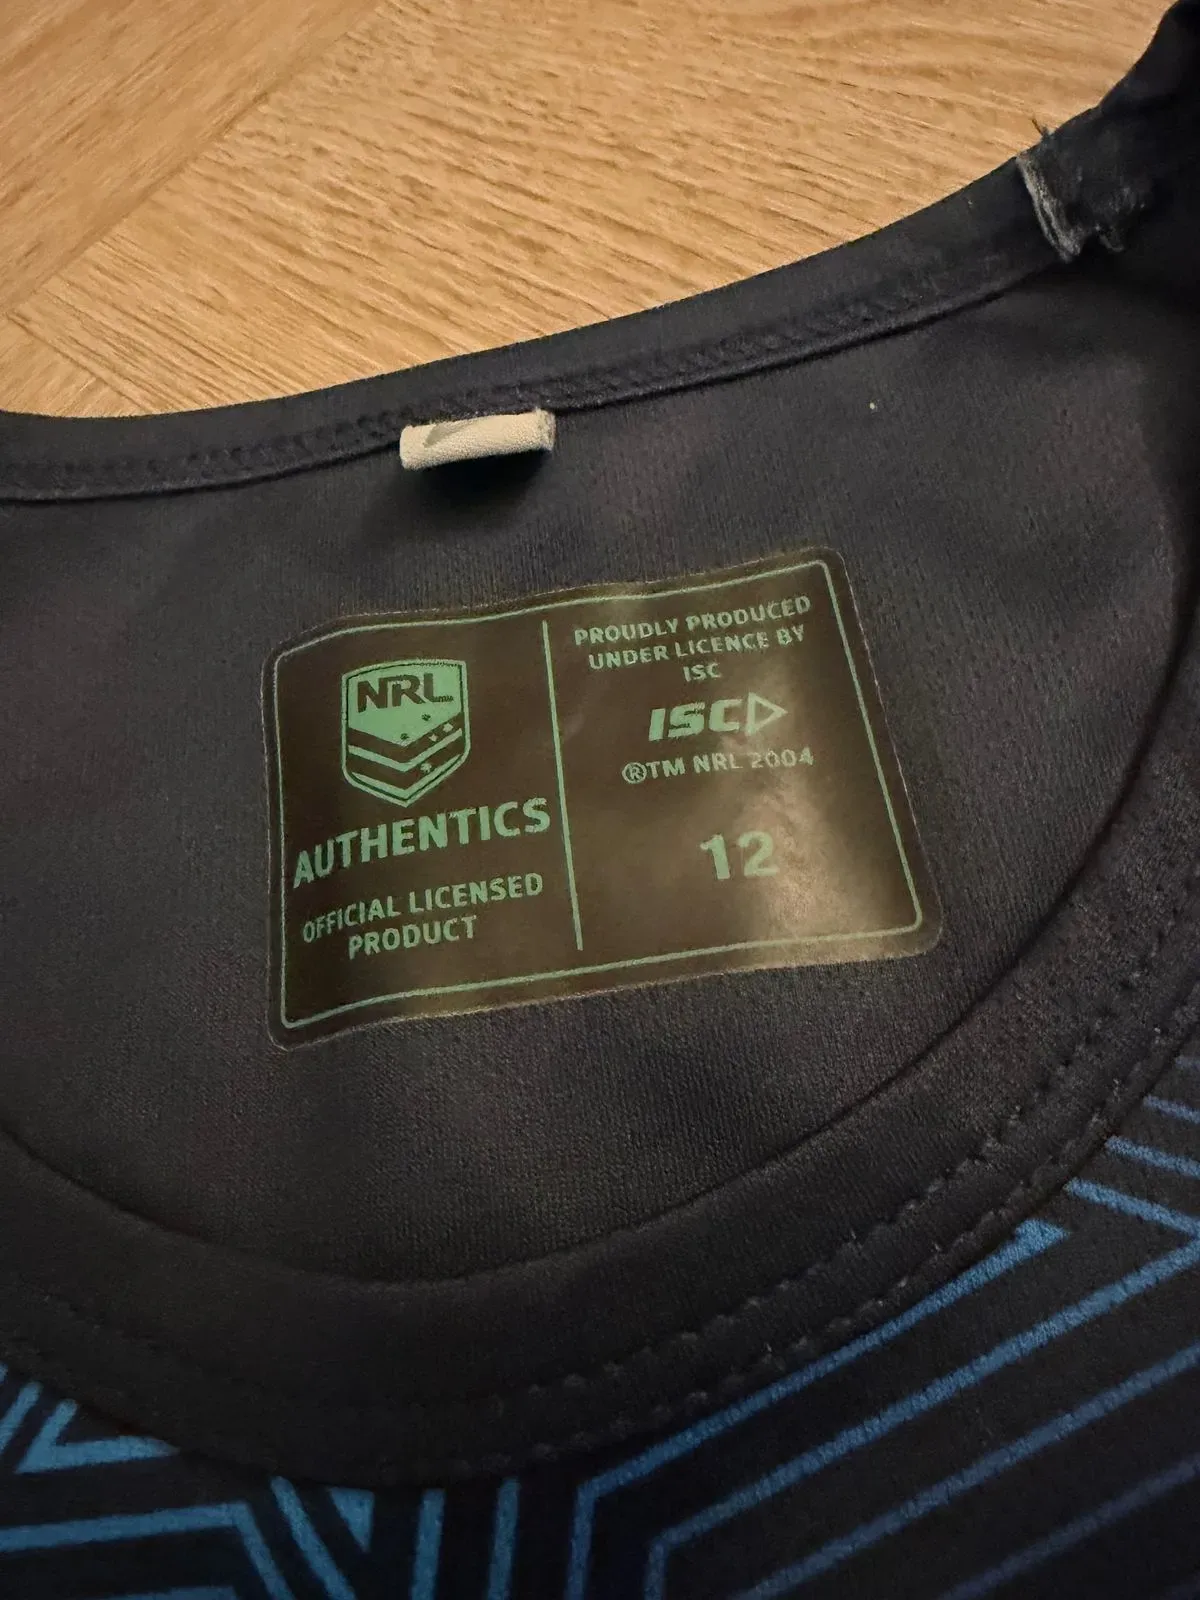 NRL
AUTHENTICS
OFFICIAL LICENSED
PRODUCT
PROUDLY PRODUCED
UNDER LICENCE BY
ISC
ISC
®TM NRL 2004
12